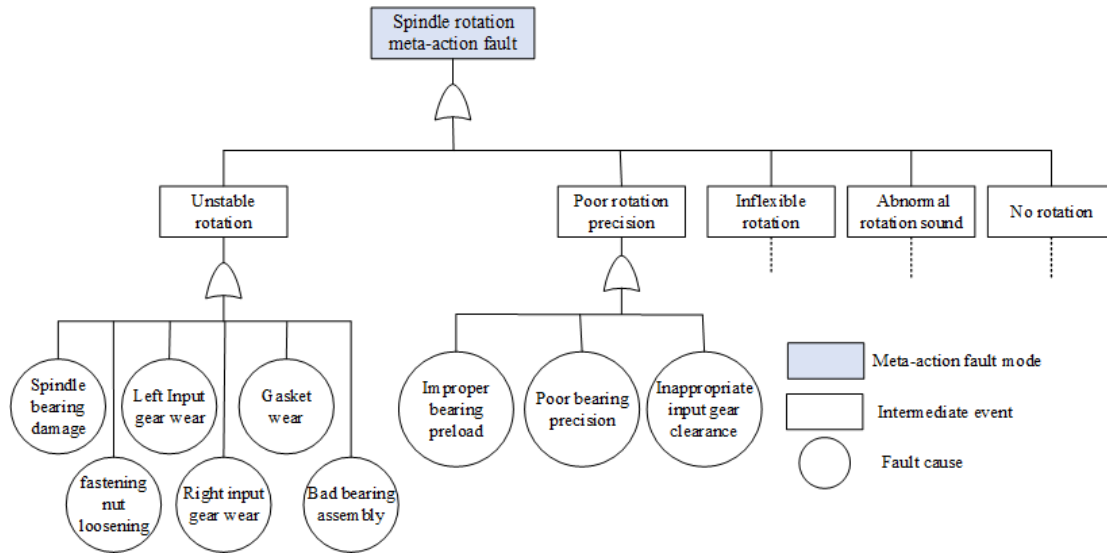 Spindle rotation
meta-action fault
Unstable
rotation
Poor rotation
precision
Inflexible
rotation
Abnormal
rotation sound
No rotation
Spindle
bearing
damage
Left Input
gear wear
Gasket
wear
fastening
nut
loosening
Right input
gear wear
Bad bearing
assembly
Improper
bearing
preload
Poor bearing
precision
Inappropriate
input gear
clearance
Meta-action fault mode
Intermediate event
Fault cause